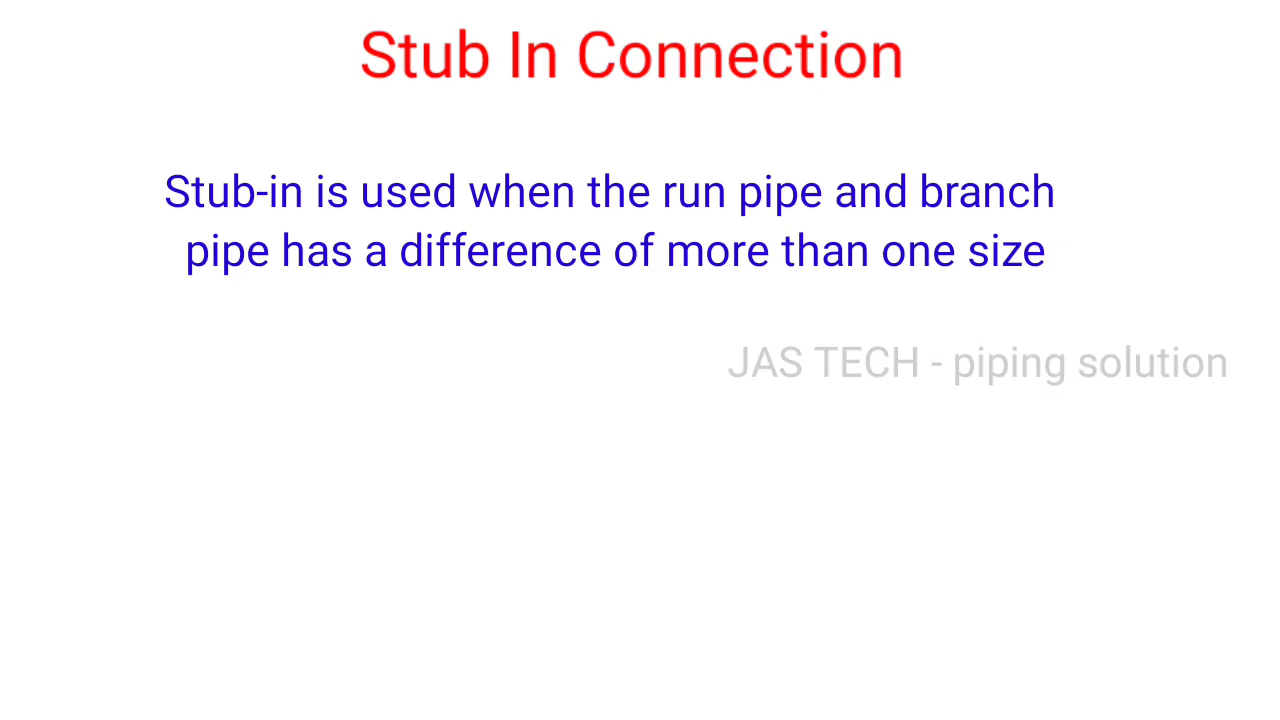 Stub In Connection
Stub-in is used when the run pipe and branch
pipe has a difference of more than one size
JAS TECH - piping solution